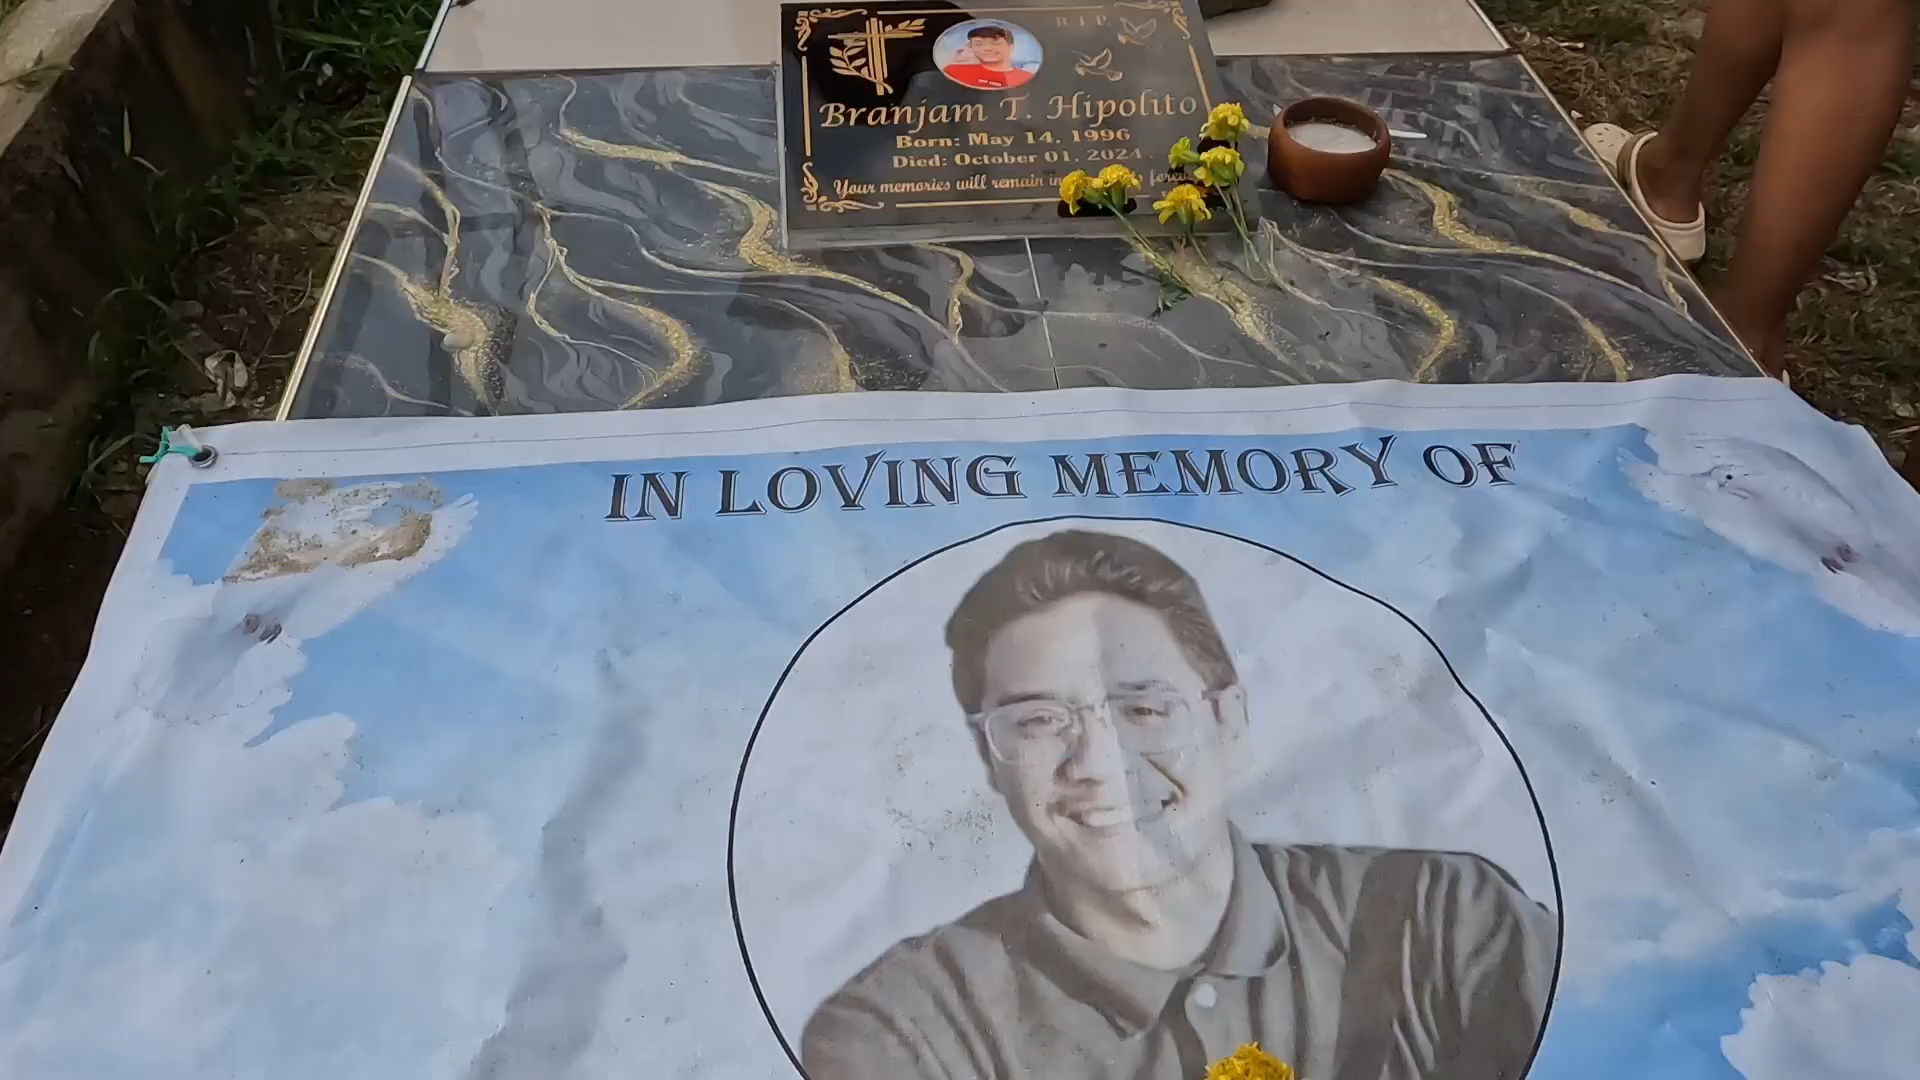 R.I.P.
Branjam T. Hipolito
Born: May 14, 1996
Died: October 01, 2024
Your memories will remain in forever
IN LOVING MEMORY OF